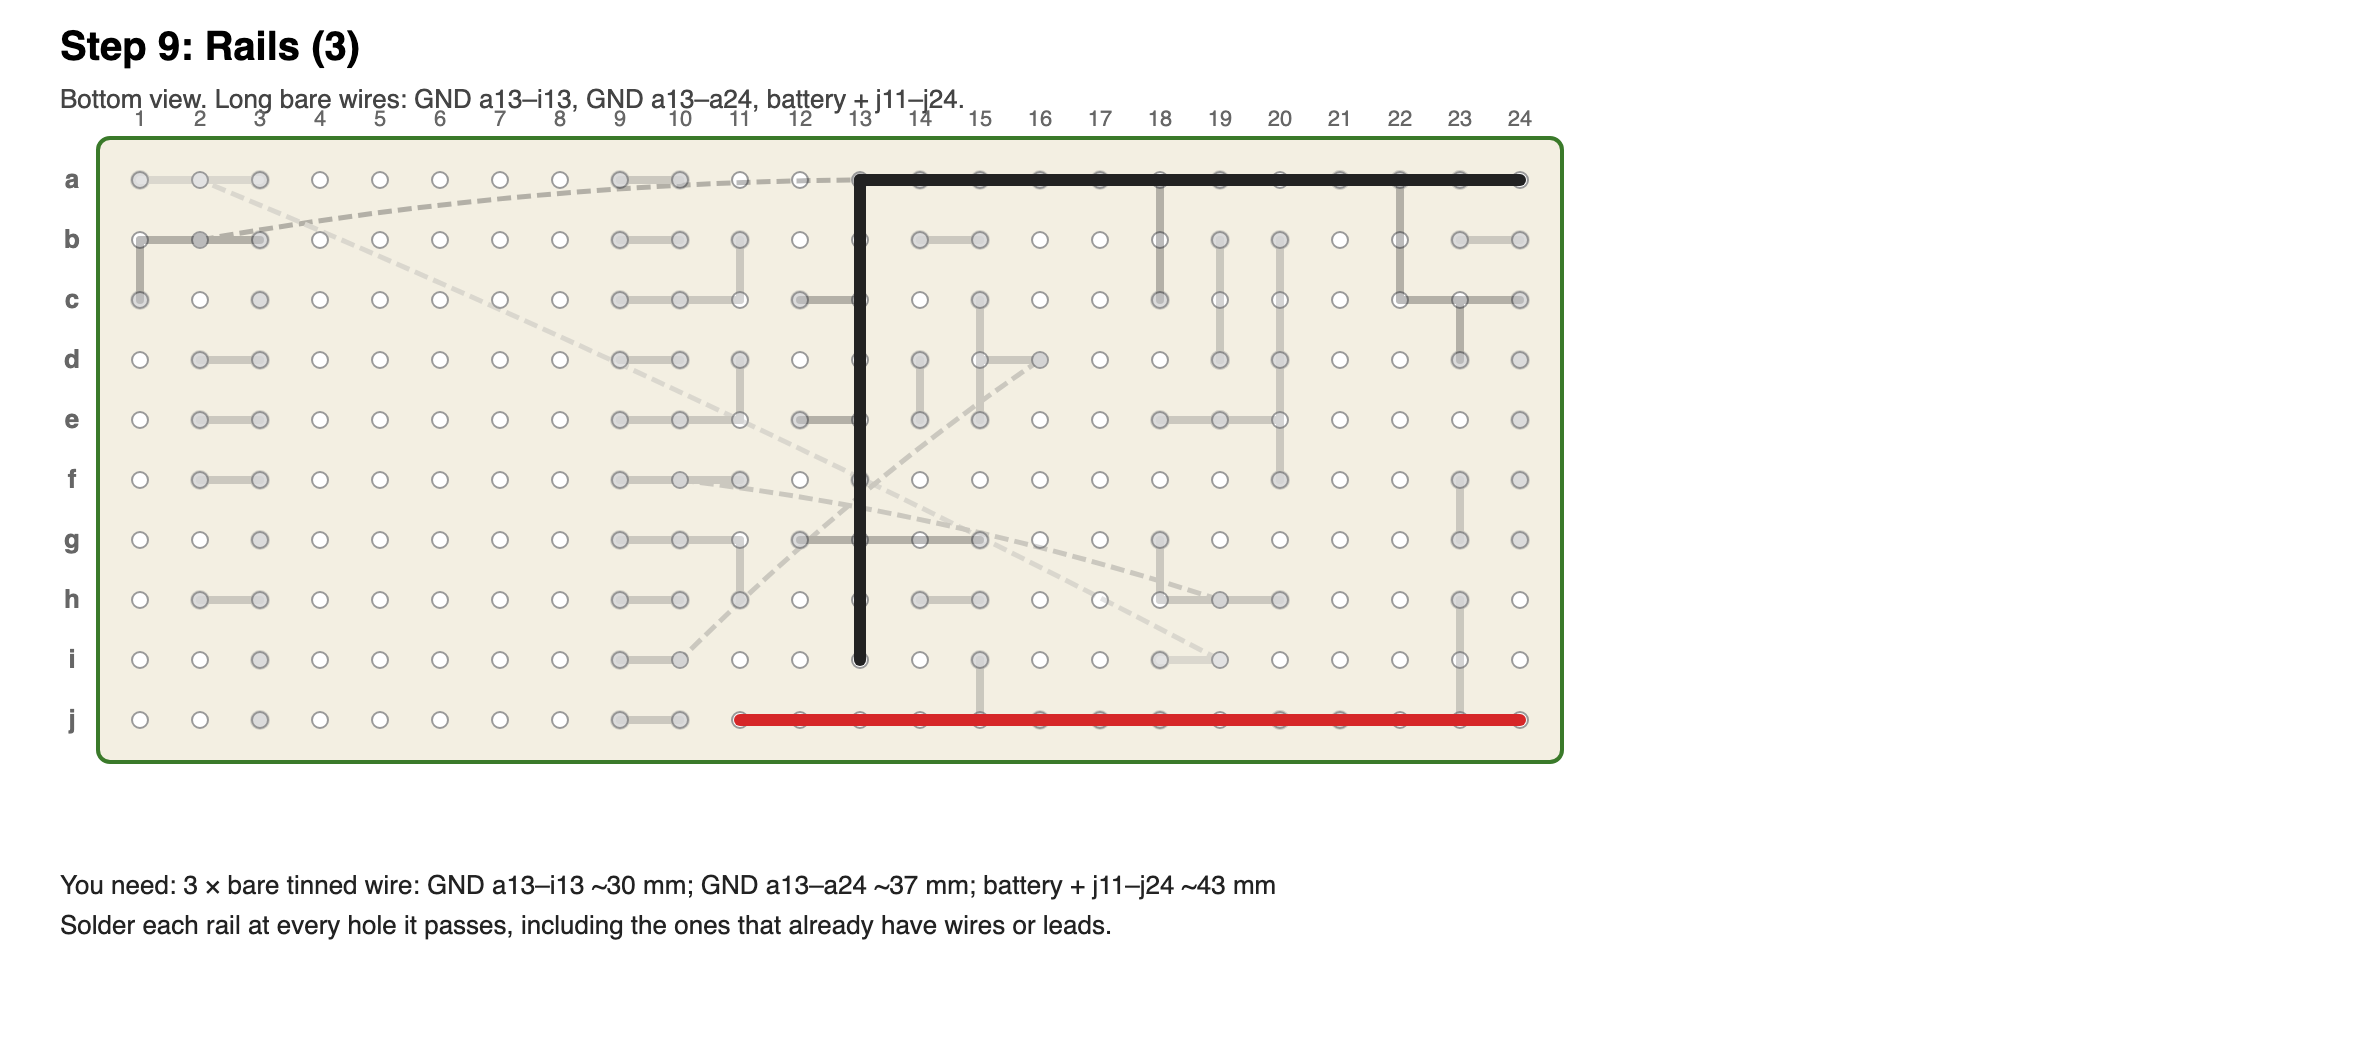 Step 9: Rails (3)
Bottom view. Long bare wires: GND a13–i13, GND a13–a24, battery + j11–j24.
1 2 3 4 5 6 7 8 9 10 11 12 13 14 15 16 17 18 19 20 21 22 23 24
a
b
c
d
e
f
g
h
i
j
You need: 3 × bare tinned wire: GND a13–i13 ~30 mm; GND a13–a24 ~37 mm; battery + j11–j24 ~43 mm
Solder each rail at every hole it passes, including the ones that already have wires or leads.